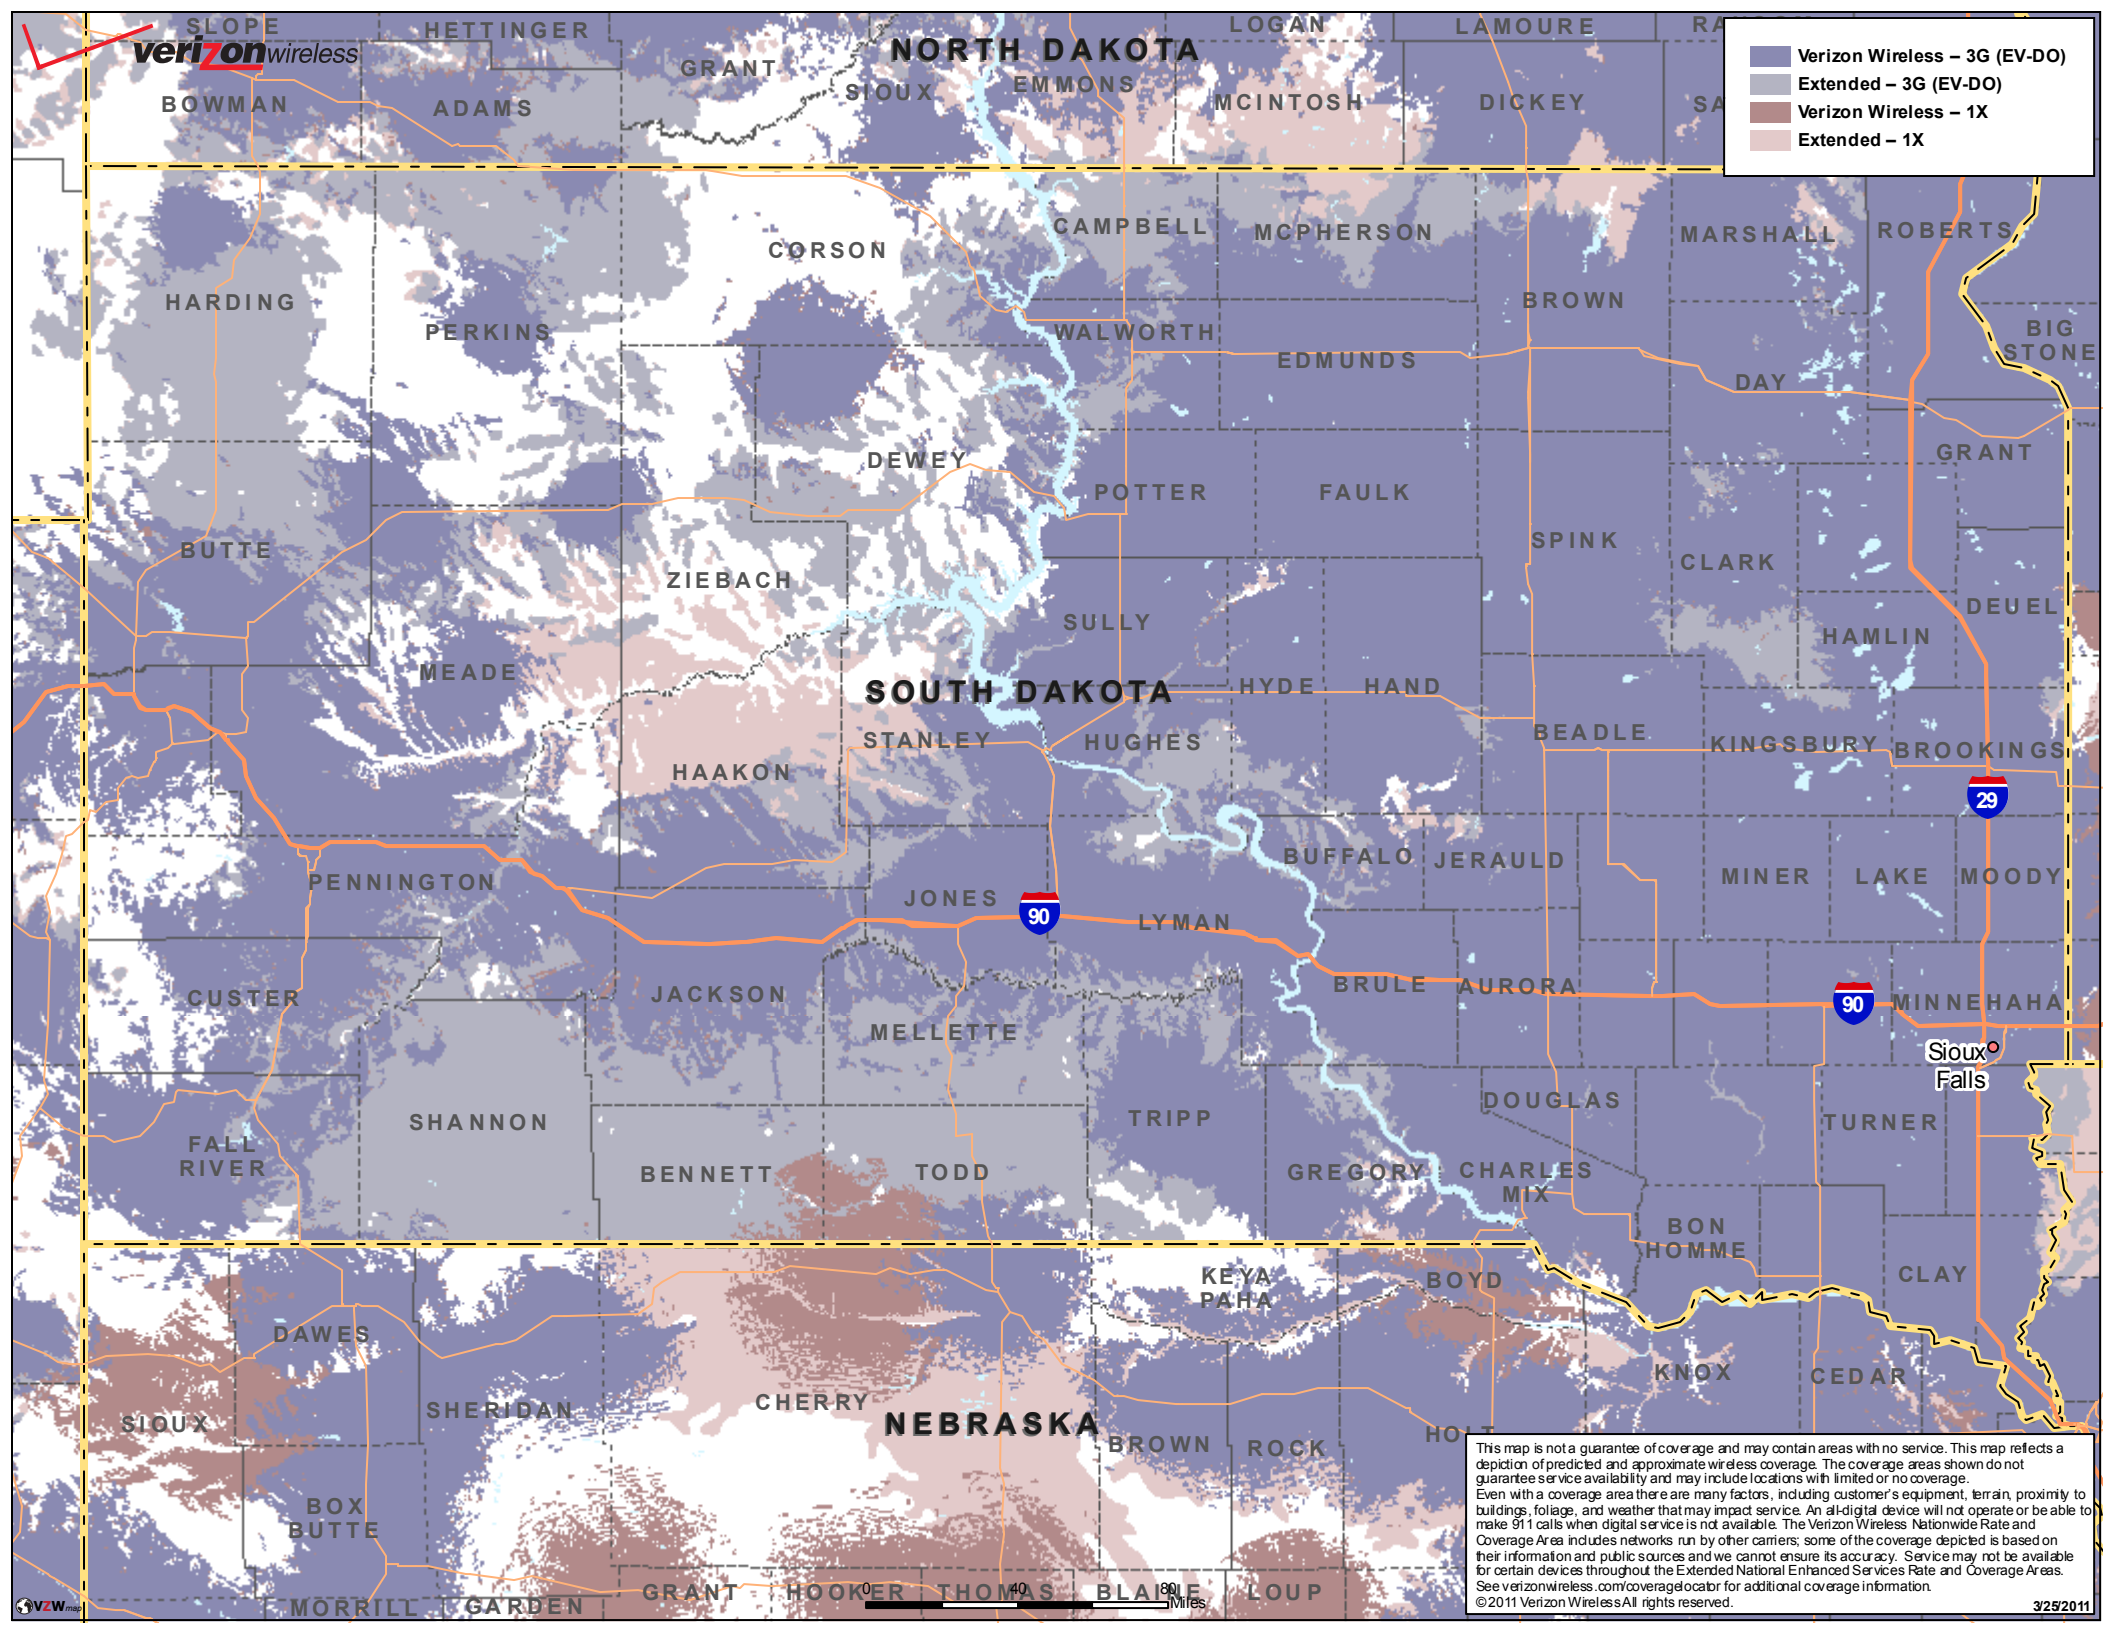 SLOPE
HETTINGER
LOGAN
LAMOURE
verizonwireless
NORTH DAKOTA
GRANT
EMMONS
SIOUX
BOWMAN
ADAMS
MCINTOSH
DICKEY
SA
Verizon Wireless – 3G (EV-DO)
Extended – 3G (EV-DO)
Verizon Wireless – 1X
Extended – 1X
CAMPBELL
MCPHERSON
MARSHALL
ROBERTS
CORSON
HARDING
BROWN
PERKINS
WALWORTH
EDMUNDS
BIG
STONE
DAY
DEWEY
GRANT
POTTER
FAULK
BUTTE
SPINK
CLARK
ZIEBACH
DEUEL
SULLY
HAMLIN
MEADE
SOUTH DAKOTA
HYDE
HAND
STANLEY
HUGHES
BEADLE
KINGSBURY
BROOKINGS
HAAKON
29
BUFFALO
JERAULD
PENNINGTON
JONES
MINER
LAKE
MOODY
90
LYMAN
CUSTER
JACKSON
BRULE
AURORA
90
MINNEHAHA
MELLETTE
Sioux
Falls
SHANNON
TRIPP
DOUGLAS
TURNER
FALL
RIVER
BENNETT
TODD
GREGORY
CHARLES
MIX
BON
HOMME
KEYA
PAHA
BOYD
CLAY
DAWES
KNOX
CEDAR
SIOUX
SHERIDAN
CHERRY
NEBRASKA
BROWN
ROCK
HOLT
BOX
BUTTE
MORRILL
GARDEN
GRANT
HOOKER
THOMAS
BLAINE
LOUP
0 40 80
Miles
VZWmap
This map is not a guarantee of coverage and may contain areas with no service. This map reflects a
depiction of predicted and approximate wireless coverage. The coverage areas shown do not
guarantee service availability and may include locations with limited or no coverage.
Even with a coverage area there are many factors, including customer's equipment, terrain, proximity to
buildings, foliage, and weather that may impact service. An all-digital device will not operate or be able to
make 911 calls when digital service is not available. The Verizon Wireless Nationwide Rate and
Coverage Area includes networks run by other carriers; some of the coverage depicted is based on
their information and public sources and we cannot ensure its accuracy. Service may not be available
for certain devices throughout the Extended National Enhanced Services Rate and Coverage Areas.
See verizonwireless.com/coveragelocator for additional coverage information.
© 2011 Verizon Wireless All rights reserved.
3/25/2011